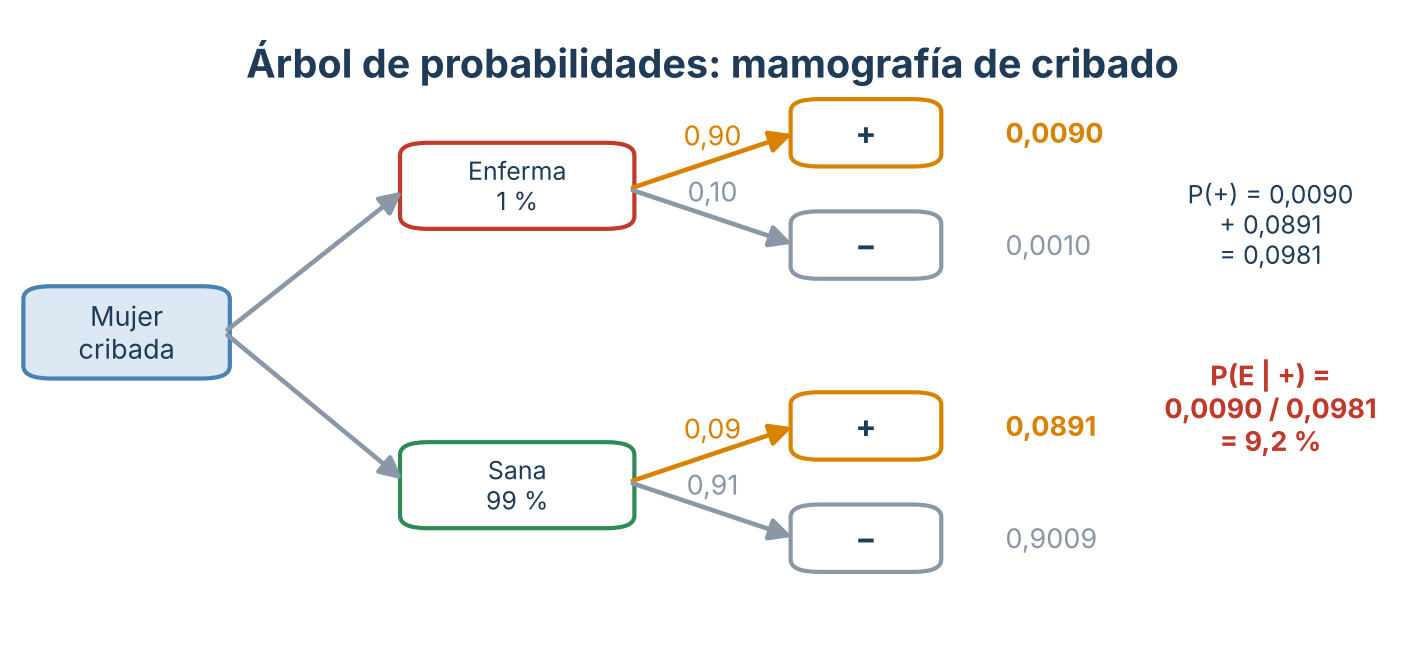 Árbol de probabilidades: mamografía de cribado
Mujer
cribada
Enferma
1 %
0,90
+
0,0090
0,10
−
0,0010
Sana
99 %
0,09
+
0,0891
0,91
−
0,9009
P(+) = 0,0090
+ 0,0891
= 0,0981
P(E | +) =
0,0090 / 0,0981
= 9,2 %